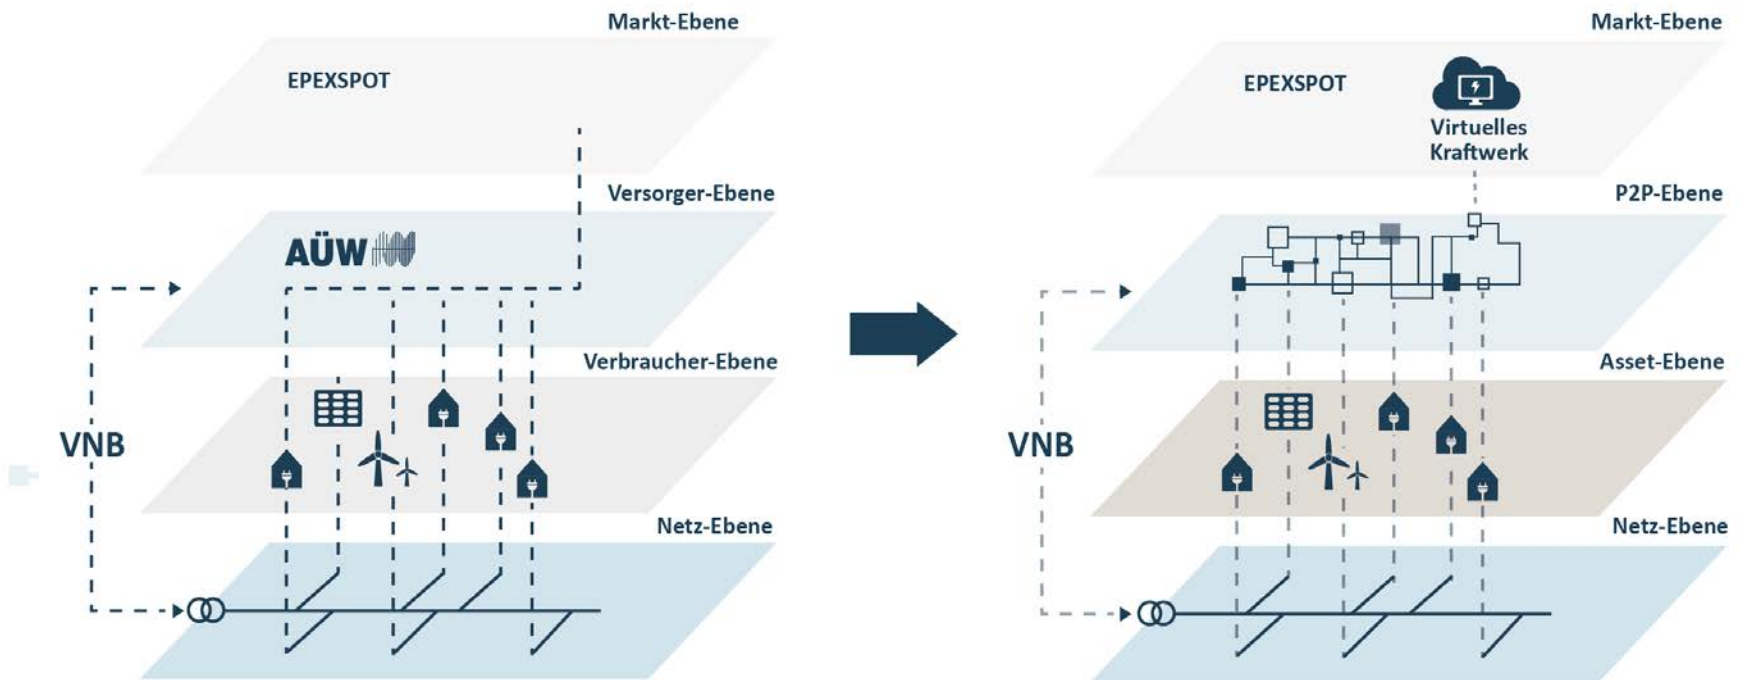 Markt-Ebene
EPEXSPOT
Versorger-Ebene
AÜW
Verbraucher-Ebene
VNB
Netz-Ebene
Markt-Ebene
EPEXSPOT
Virtuelles
Kraftwerk
P2P-Ebene
Asset-Ebene
VNB
Netz-Ebene